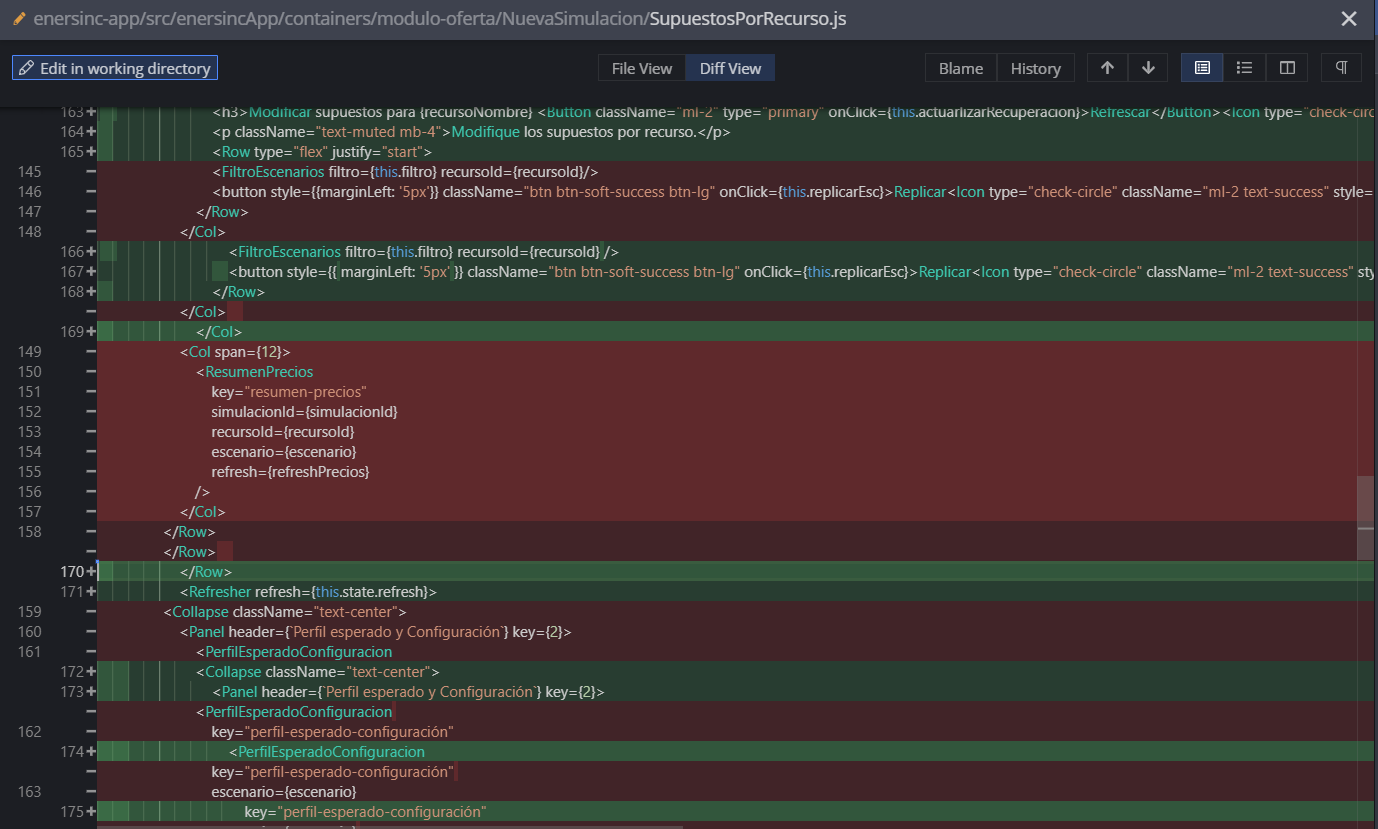 enersinc-app/src/enersincApp/containers/modulo-oferta/NuevaSimulacion/SupuestosPorRecurso.js
Edit in working directory
File View Diff View
Blame History
163 + <h3>Modificar supuestos para {recursoNombre} <Button className="ml-2" type="primary" onClick={this.actuarlizarRecuperacion}>Refrescar</Button><Icon type="check-circ
164 + <p className="text-muted mb-4">Modifique los supuestos por recurso.</p>
165 + <Row type="flex" justify="start">
145 − <FiltroEscenarios filtro={this.filtro} recursoId={recursoId}/>
146 − <button style={{marginLeft: '5px'}} className="btn btn-soft-success btn-lg" onClick={this.replicarEsc}>Replicar<Icon type="check-circle" className="ml-2 text-success" style=
147 − </Row>
148 − </Col>
166 + <FiltroEscenarios filtro={this.filtro} recursoId={recursoId} />
167 + <button style={{ marginLeft: '5px' }} className="btn btn-soft-success btn-lg" onClick={this.replicarEsc}>Replicar<Icon type="check-circle" className="ml-2 text-success" sty
168 + </Row>
− </Col>
169 + </Col>
149 − <Col span={12}>
150 − <ResumenPrecios
151 − key="resumen-precios"
152 − simulacionId={simulacionId}
153 − recursoId={recursoId}
154 − escenario={escenario}
155 − refresh={refreshPrecios}
156 − />
157 − </Col>
158 − </Row>
− </Row>
170 + </Row>
171 + <Refresher refresh={this.state.refresh}>
159 − <Collapse className="text-center">
160 − <Panel header={`Perfil esperado y Configuración`} key={2}>
161 − <PerfilEsperadoConfiguracion
172 + <Collapse className="text-center">
173 + <Panel header={`Perfil esperado y Configuración`} key={2}>
− <PerfilEsperadoConfiguracion
162 − key="perfil-esperado-configuración"
174 + <PerfilEsperadoConfiguracion
− key="perfil-esperado-configuración"
163 − escenario={escenario}
175 + key="perfil-esperado-configuración"